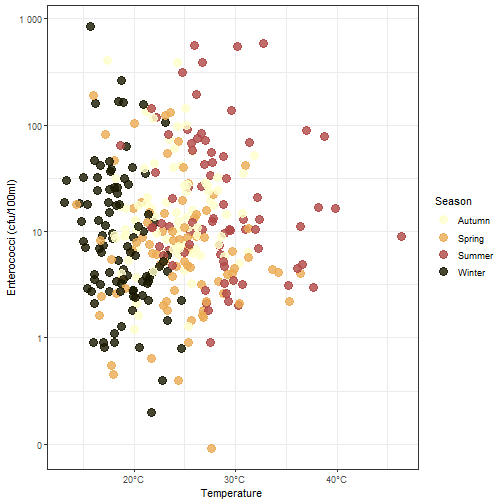 1 000
100
10
1
0
Enterococci (cfu/100ml)
20°C
30°C
40°C
Temperature
Season
Autumn
Spring
Summer
Winter